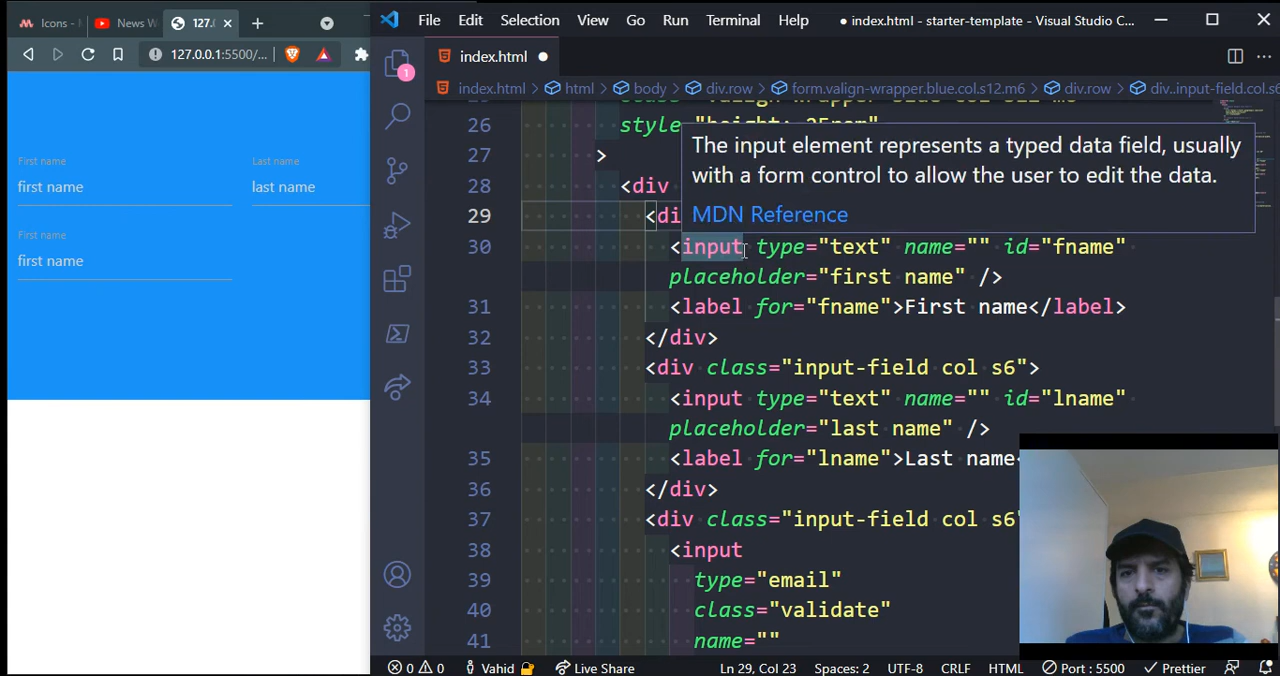 Icons -
News W
127.
127.0.0.1:5500/...
First name
first name
Last name
last name
First name
first name
File Edit Selection View Go Run Terminal Help
● index.html - starter-template - Visual Studio C...
index.html ●
index.html > html > body > div.row > form.valign-wrapper.blue.col.s12.m6 > div.row > div..input-field.col.s6
1
26 style="height: 25rem"
27 >
The input element represents a typed data field, usually
with a form control to allow the user to edit the data.
MDN Reference
28 <div
29 <di
30 <input type="text" name="" id="fname"
placeholder="first name" />
31 <label for="fname">First name</label>
32 </div>
33 <div class="input-field col s6">
34 <input type="text" name="" id="lname"
placeholder="last name" />
35 <label for="lname">Last name
36 </div>
37 <div class="input-field col s6"
38 <input
39 type="email"
40 class="validate"
41 name=""
0 0 Vahid Live Share Ln 29, Col 23 Spaces: 2 UTF-8 CRLF HTML Port : 5500 Prettier